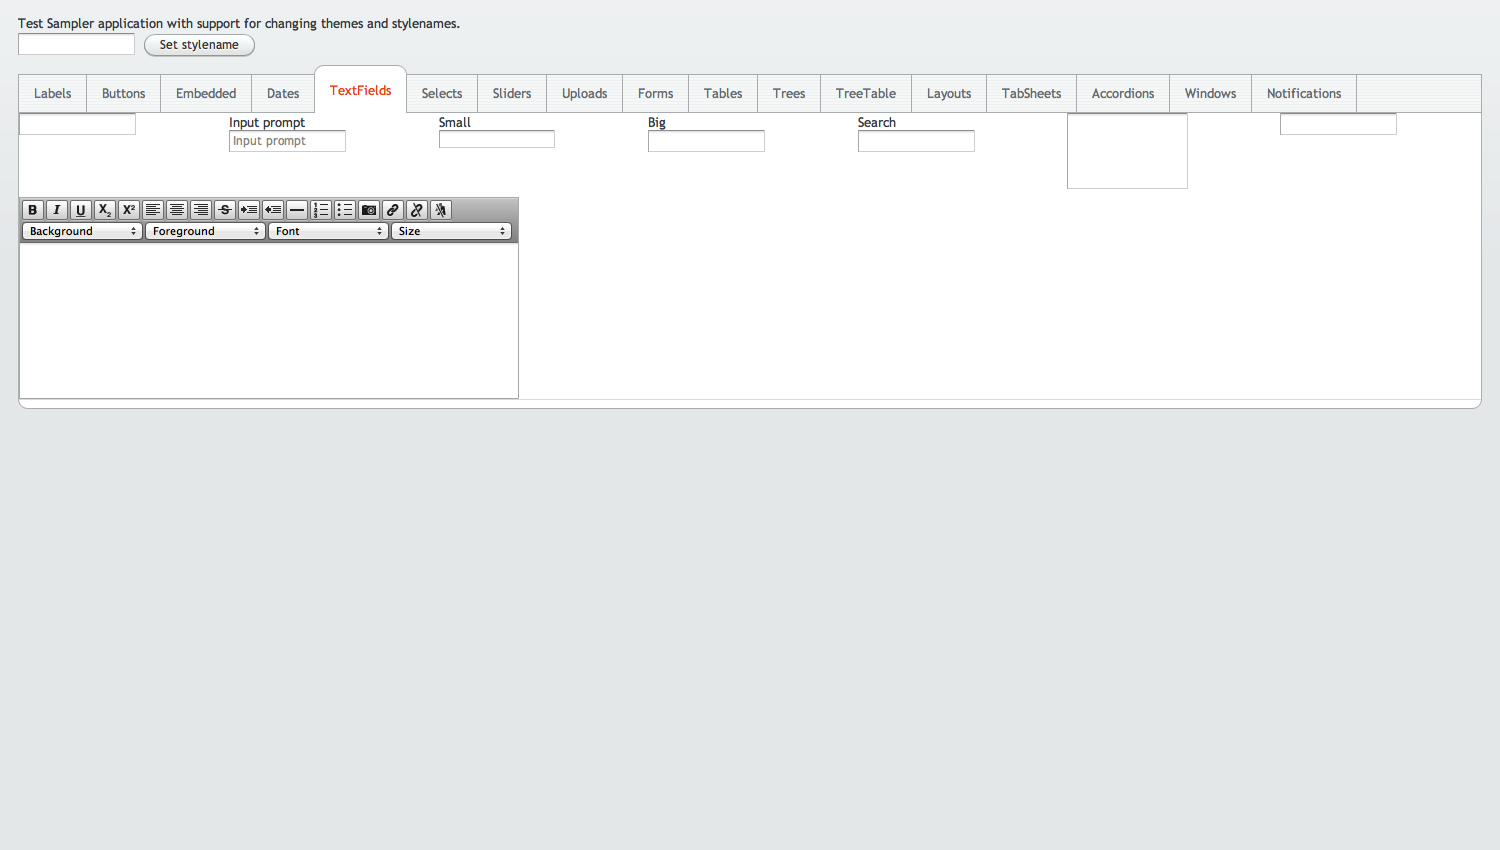 Test Sampler application with support for changing themes and stylenames.
Set stylename
Labels Buttons Embedded Dates TextFields Selects Sliders Uploads Forms Tables Trees TreeTable Layouts TabSheets Accordions Windows Notifications
Input prompt Small Big Search
Input prompt
B I U X₂ X² S
Background Foreground Font Size